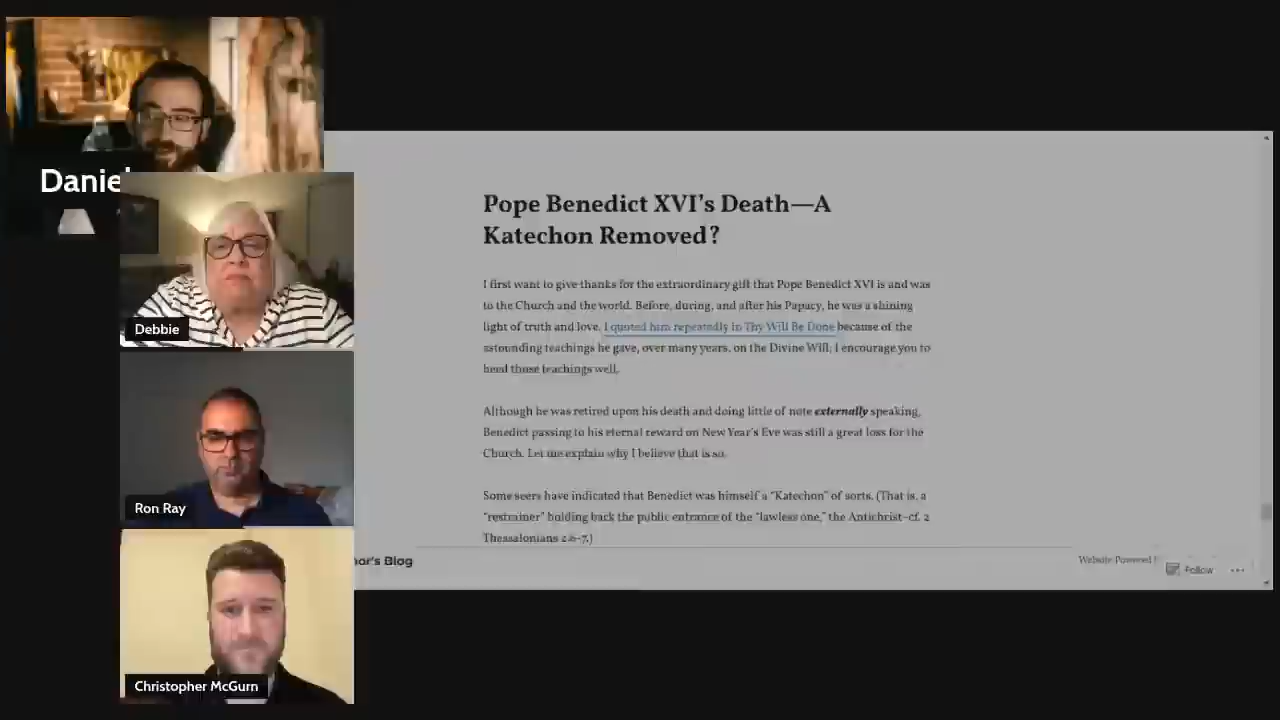 Daniel
Debbie
Ron Ray
Christopher McGurn
Pope Benedict XVI's Death—A
Katechon Removed?
I first want to give thanks for the extraordinary gift that Pope Benedict XVI is and was
to the Church and the world. Before, during, and after his Papacy, he was a shining
light of truth and love. I quoted him repeatedly in Thy Will Be Done because of the
astounding teachings he gave, over many years, on the Divine Will; I encourage you to
heed those teachings well.
Although he was retired upon his death and doing little of note externally speaking,
Benedict passing to his eternal reward on New Year's Eve was still a great loss for the
Church. Let me explain why I believe that is so.
Some seers have indicated that Benedict was himself a "Katechon" of sorts. (That is, a
"restrainer" holding back the public entrance of the "lawless one," the Antichrist–cf. 2
Thessalonians 2:6-7.)
hor's Blog
Website Powered
Follow